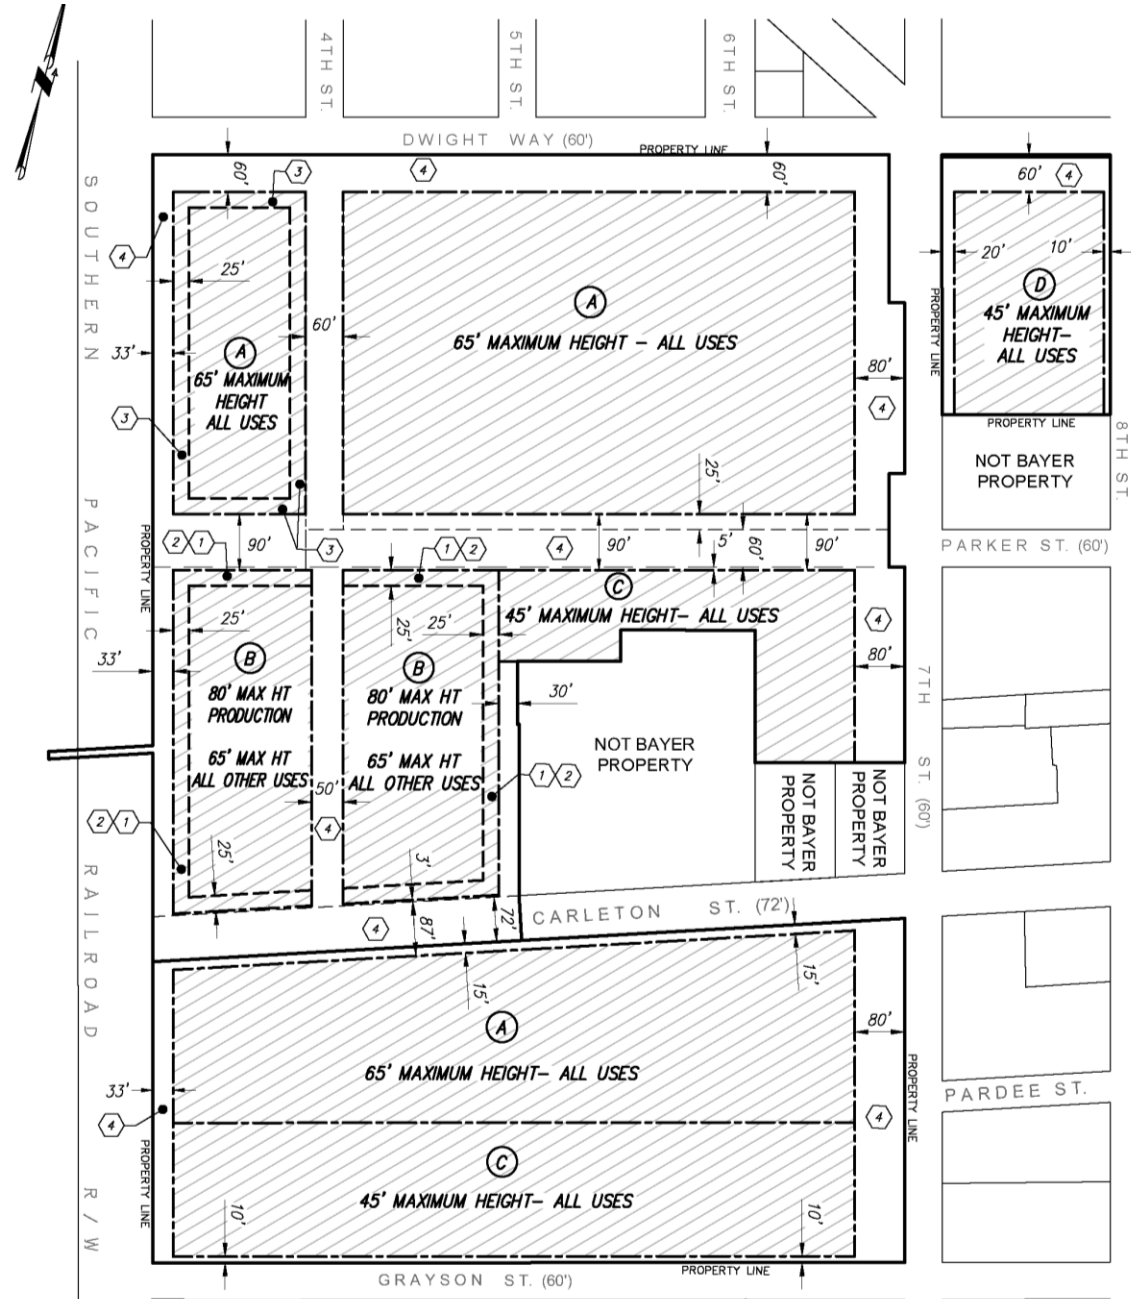 4TH ST.
5TH ST.
6TH ST.
DWIGHT WAY (60')
PROPERTY LINE
SOUTHERN PACIFIC RAILROAD R/W
60'
3
4
60'
60'
4
4
25'
20'
10'
A
D
60'
A
65' MAXIMUM HEIGHT - ALL USES
45' MAXIMUM
HEIGHT-
ALL USES
PROPERTY LINE
33'
A
65' MAXIMUM
HEIGHT
ALL USES
80'
4
3
PROPERTY LINE
8TH ST.
NOT BAYER
PROPERTY
25'
PROPERTY LINE
2 1
90'
3
1 2
4
90'
5'
60'
90'
PARKER ST. (60')
C
45' MAXIMUM HEIGHT- ALL USES
25'
25'
25'
4
33'
B
B
80'
7TH ST. (60')
80' MAX HT
PRODUCTION
65' MAX HT
ALL OTHER USES
80' MAX HT
PRODUCTION
65' MAX HT
ALL OTHER USES
30'
NOT BAYER
PROPERTY
1 2
50'
NOT BAYER
PROPERTY
NOT BAYER
PROPERTY
2 1
4
25'
3'
4
87'
72'
CARLETON ST. (72')
15'
15'
A
65' MAXIMUM HEIGHT- ALL USES
80'
33'
4
PROPERTY LINE
4
PARDEE ST.
C
45' MAXIMUM HEIGHT- ALL USES
PROPERTY LINE
10'
10'
GRAYSON ST. (60')
PROPERTY LINE